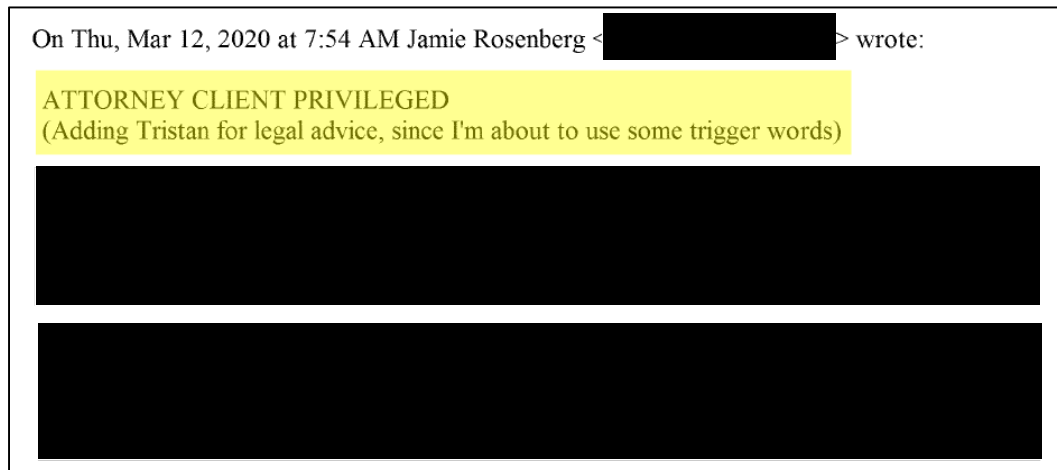 On Thu, Mar 12, 2020 at 7:54 AM Jamie Rosenberg < > wrote:
ATTORNEY CLIENT PRIVILEGED
(Adding Tristan for legal advice, since I'm about to use some trigger words)